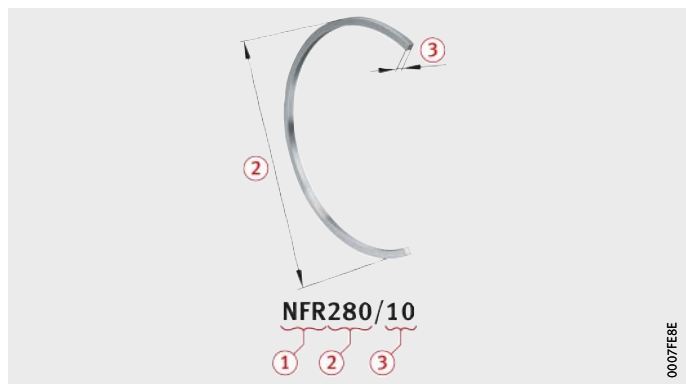 ③
②
NFR280/10
① ② ③
0007FE8E